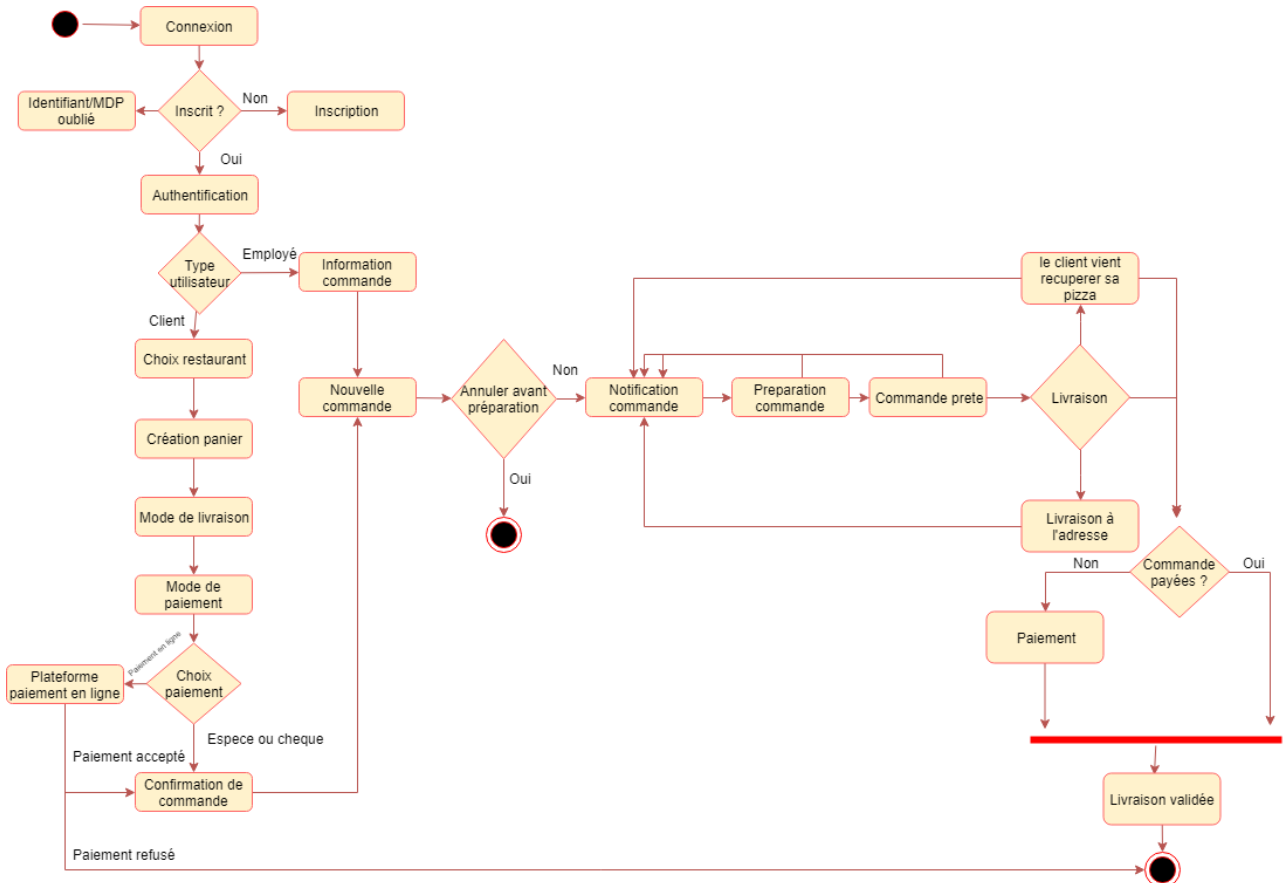 Connexion
Identifiant/MDP
oublié
Inscrit ?
Non
Inscription
Oui
Authentification
Type
utilisateur
Employé
Information
commande
Client
Choix restaurant
Création panier
Mode de livraison
Mode de
paiement
Paiement en ligne
Choix
paiement
Plateforme
paiement en ligne
Espece ou cheque
Paiement accepté
Confirmation de
commande
Paiement refusé
Nouvelle
commande
Annuler avant
préparation
Non
Oui
Notification
commande
Preparation
commande
Commande prete
Livraison
le client vient
recuperer sa
pizza
Livraison à
l'adresse
Commande
payées ?
Non
Oui
Paiement
Livraison validée